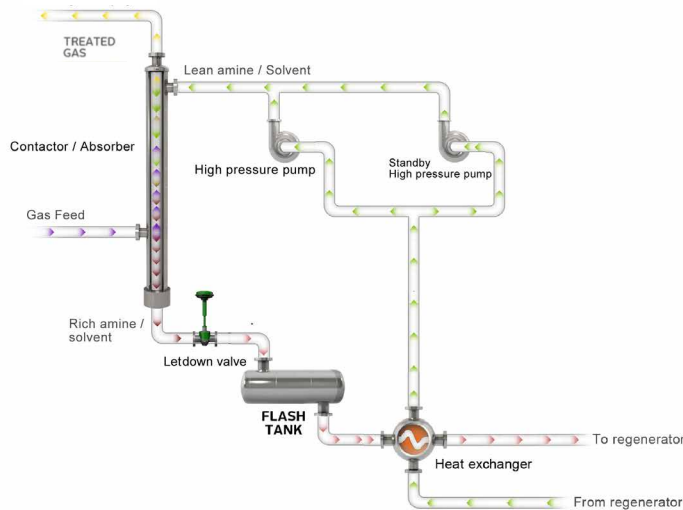 TREATED
GAS
Lean amine / Solvent
Contactor / Absorber
High pressure pump
Standby
High pressure pump
Gas Feed
Rich amine /
solvent
Letdown valve
FLASH
TANK
To regenerator
Heat exchanger
From regenerator